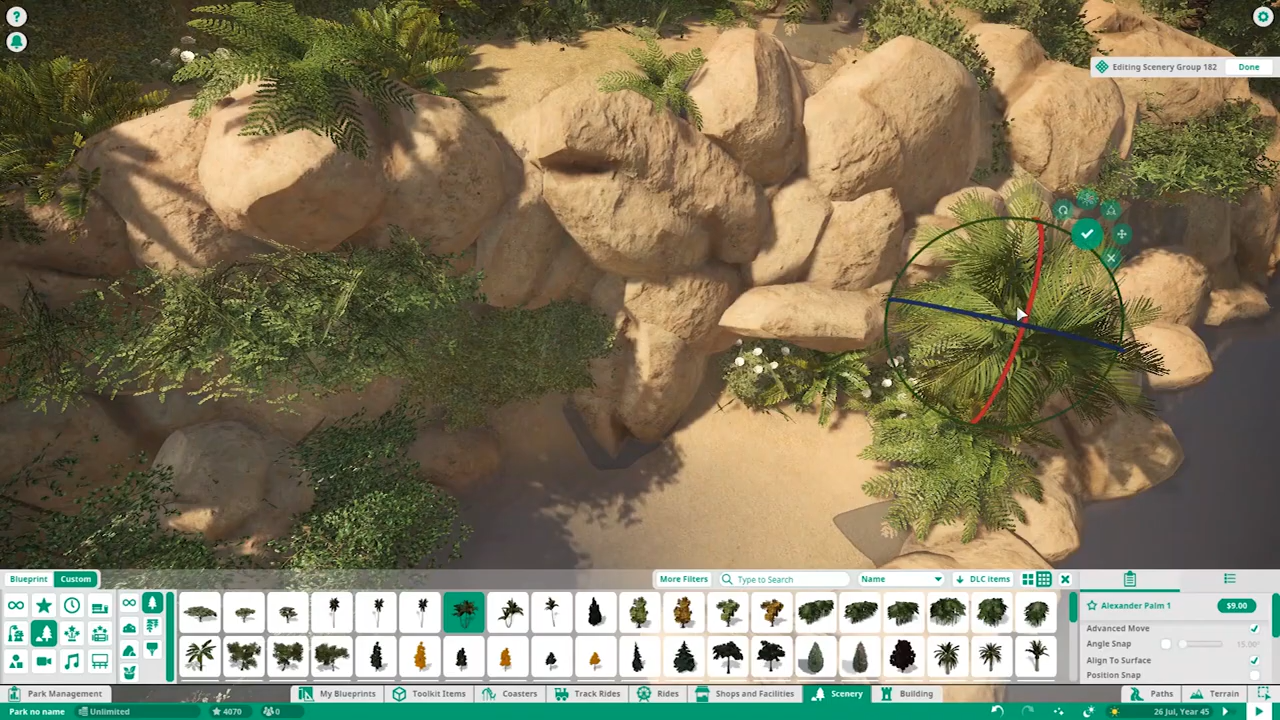 ?
Editing Scenery Group 182 Done
Blueprint Custom
More Filters Type to Search Name DLC items
Alexander Palm 1 $9.00
Advanced Move
Angle Snap 15.00°
Align To Surface
Position Snap
Park Management My Blueprints Toolkit Items Coasters Track Rides Rides Shops and Facilities Scenery Building Paths Terrain
Park no name Unlimited 4070 0 26 Jul, Year 45